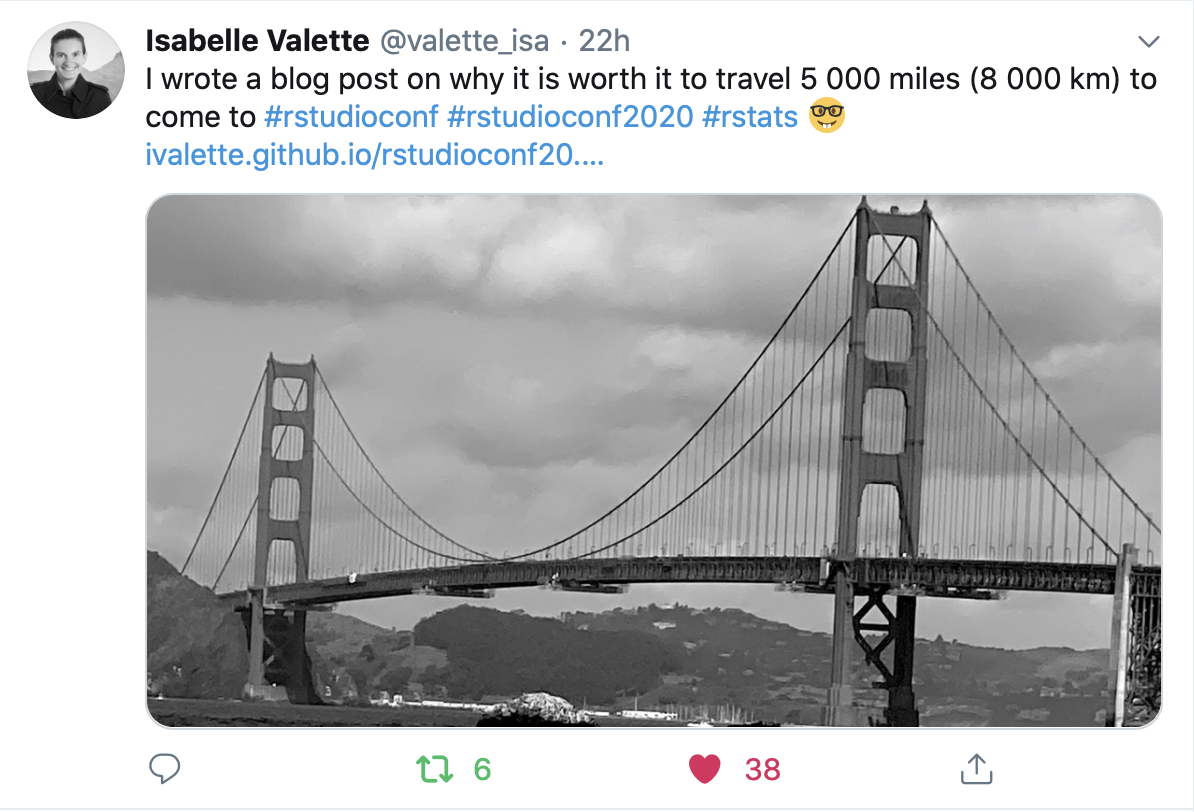 Isabelle Valette @valette_isa · 22h
I wrote a blog post on why it is worth it to travel 5 000 miles (8 000 km) to
come to #rstudioconf #rstudioconf2020 #rstats 🤓
ivalette.github.io/rstudioconf20....
6 38